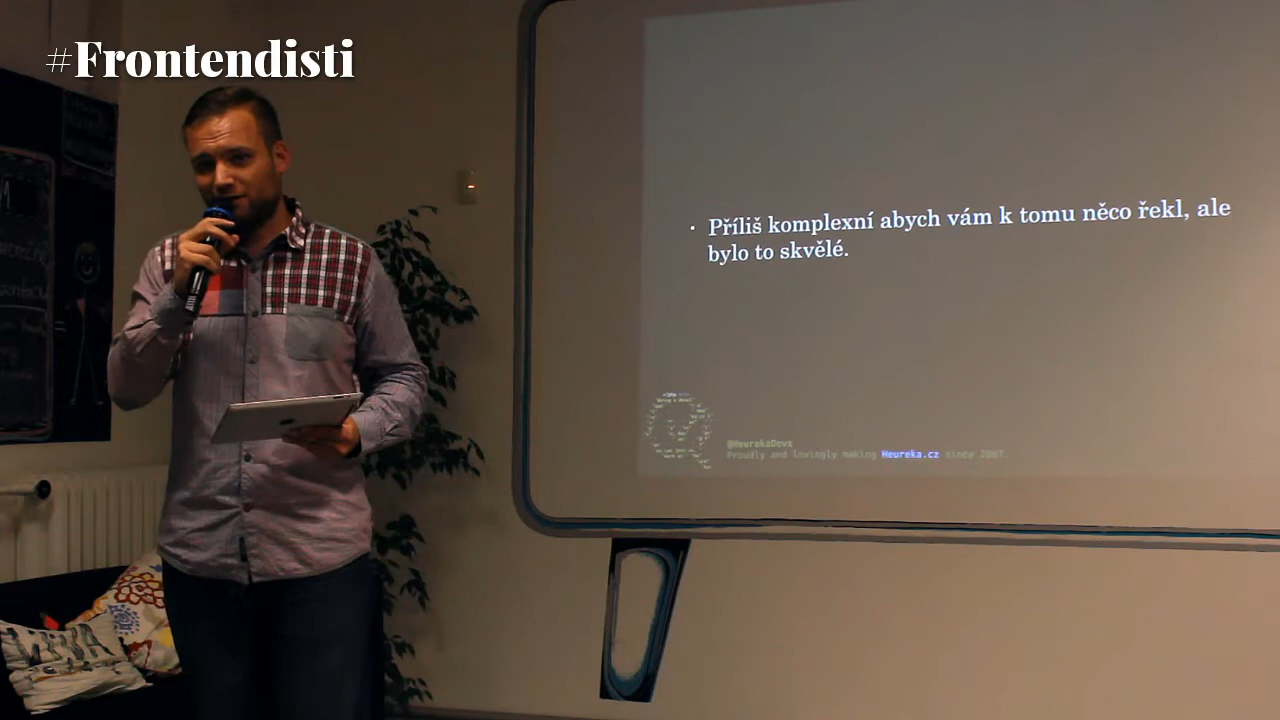 #Frontendisti
· Příliš komplexní abych vám k tomu něco řekl, ale
bylo to skvělé.
@HeurekaDevs
Proudly and lovingly making Heureka.cz since 2007.